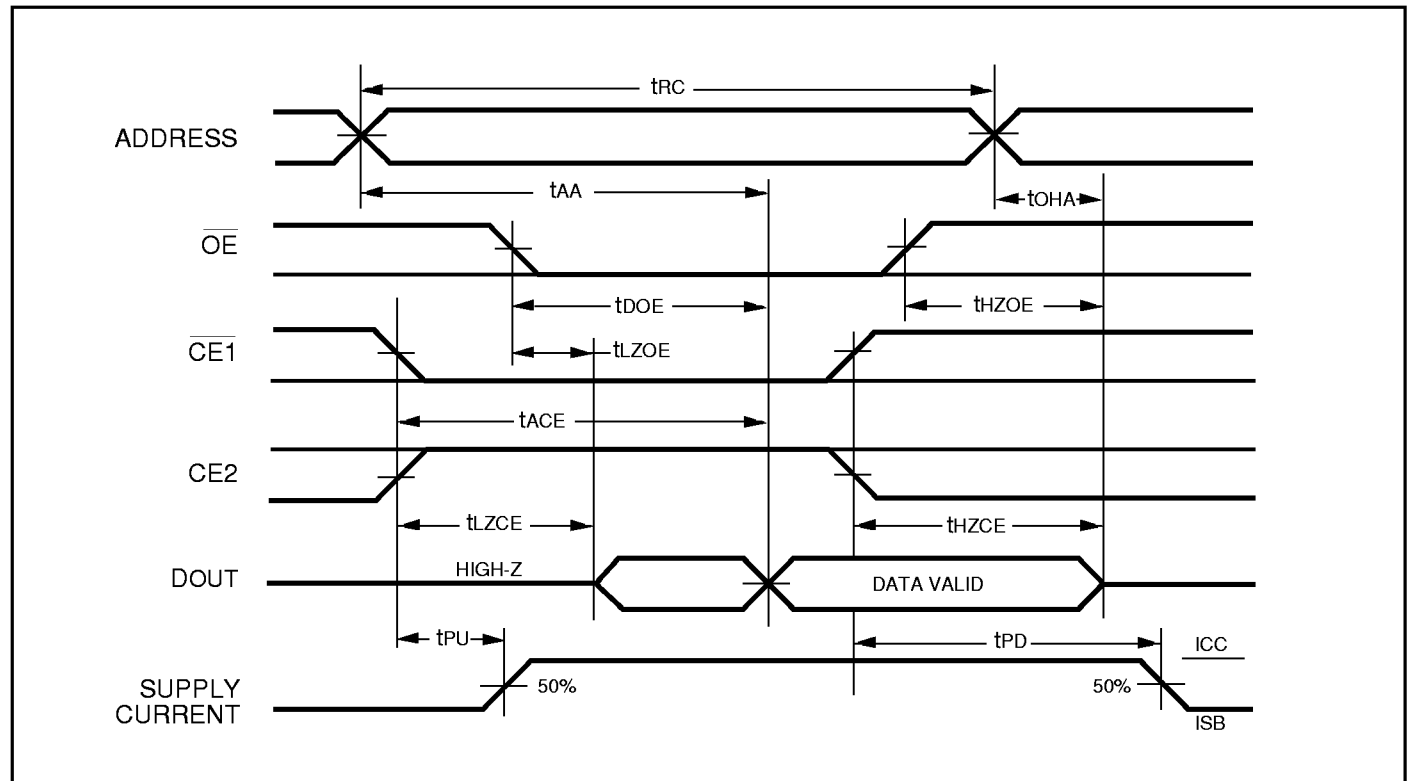 tRC
ADDRESS
tAA
tOHA
OE
tDOE
tHZOE
CE1
tLZOE
tACE
CE2
tLZCE
tHZCE
DOUT
HIGH-Z
DATA VALID
tPU
tPD
ICC
SUPPLY
CURRENT
50%
50%
ISB